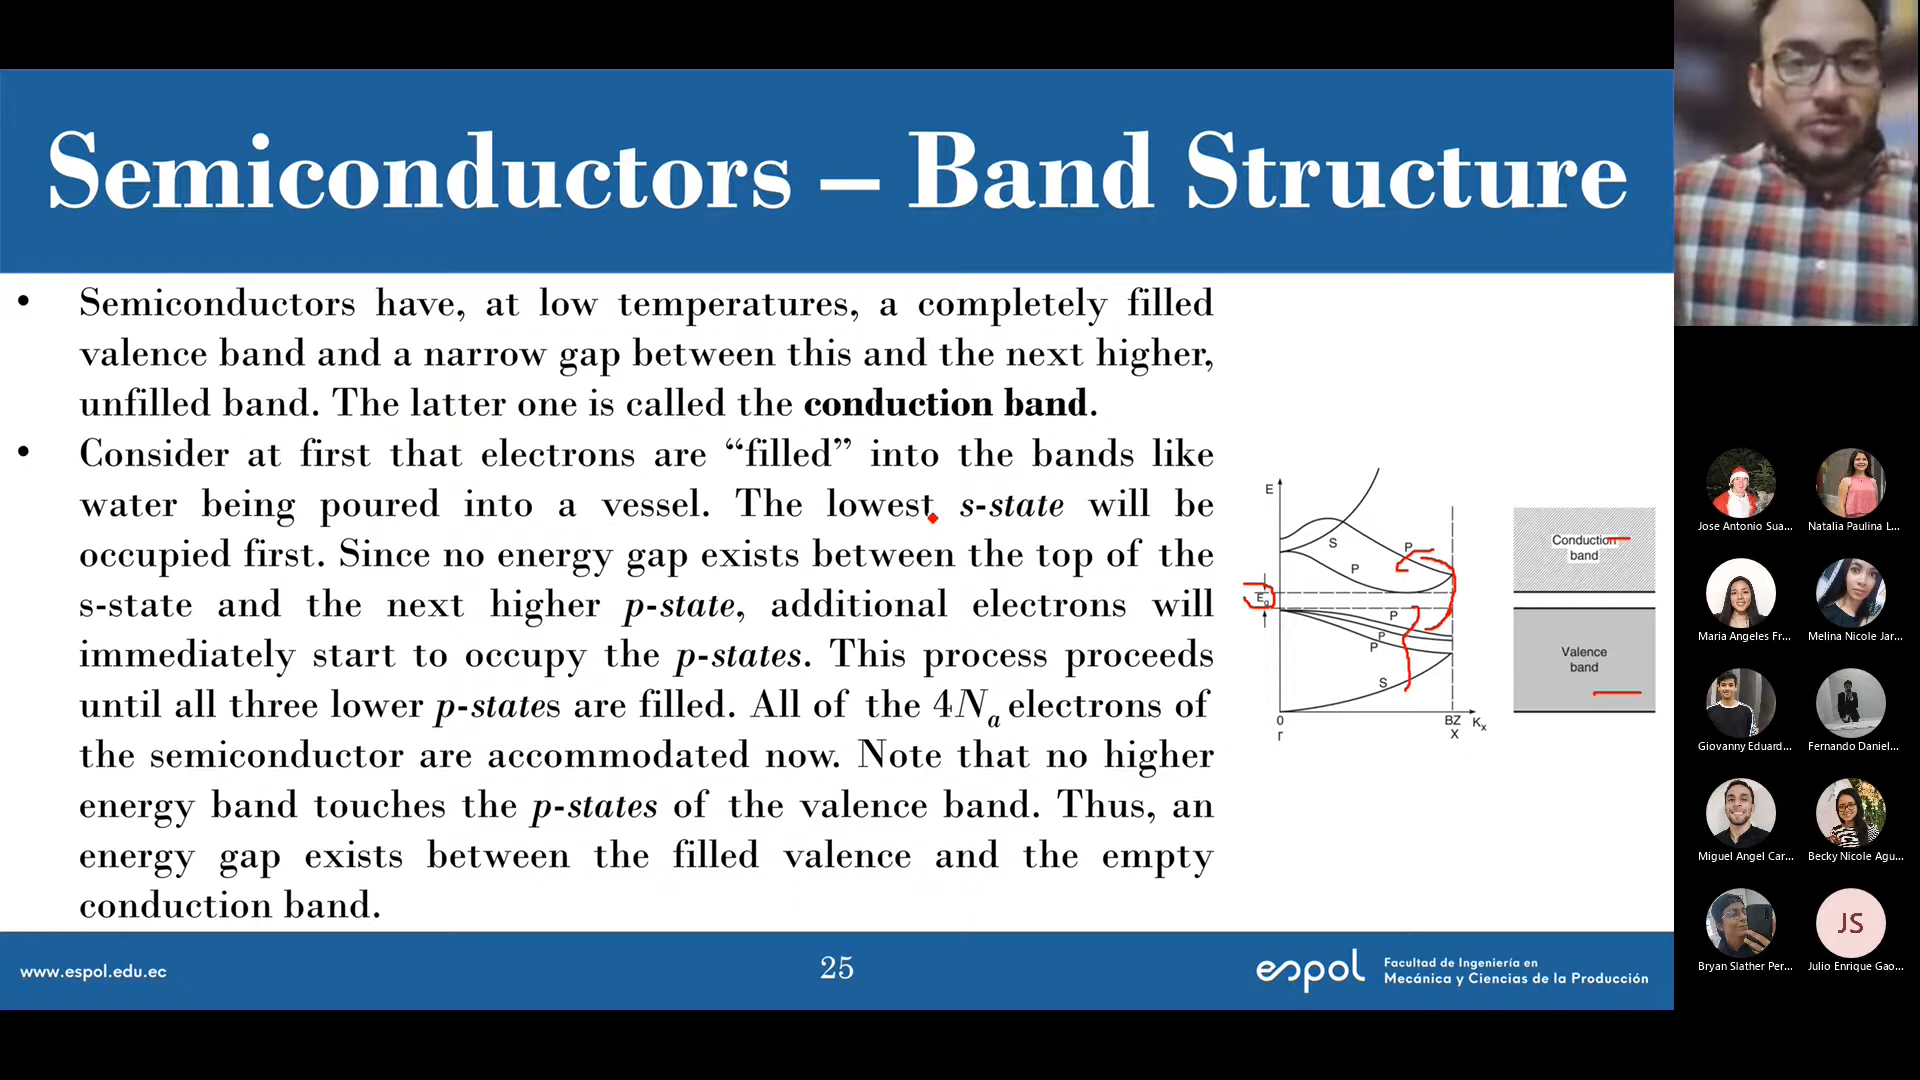 Semiconductors – Band Structure
• Semiconductors have, at low temperatures, a completely filled
valence band and a narrow gap between this and the next higher,
unfilled band. The latter one is called the conduction band.
• Consider at first that electrons are “filled” into the bands like
water being poured into a vessel. The lowest s-state will be
occupied first. Since no energy gap exists between the top of the
s-state and the next higher p-state, additional electrons will
immediately start to occupy the p-states. This process proceeds
until all three lower p-states are filled. All of the 4Na electrons of
the semiconductor are accommodated now. Note that no higher
energy band touches the p-states of the valence band. Thus, an
energy gap exists between the filled valence and the empty
conduction band.
E
S
P
P
Eg
P
P
P
S
0
Γ
BZ
X
Kx
Conduction
band
Valence
band
www.espol.edu.ec
25
espol
Facultad de Ingeniería en
Mecánica y Ciencias de la Producción
Jose Antonio Sua...
Natalia Paulina L...
Maria Angeles Fr...
Melina Nicole Jar...
Giovanny Eduard...
Fernando Daniel...
Miguel Angel Car...
Becky Nicole Agu...
JS
Bryan Slather Per...
Julio Enrique Gao...